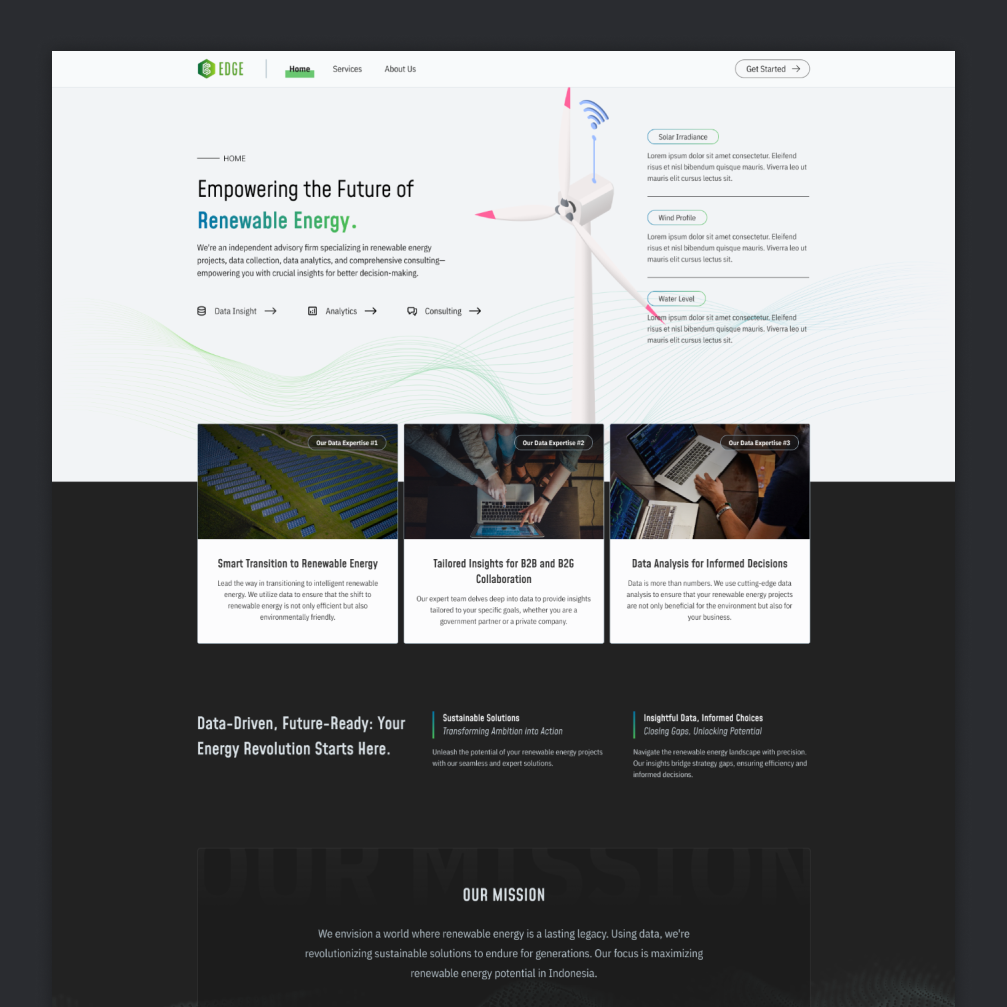 EDGE
Home
Services
About Us
Get Started
HOME
Empowering the Future of
Renewable Energy.
We're an independent advisory firm specializing in renewable energy
projects, data collection, data analytics, and comprehensive consulting—
empowering you with crucial insights for better decision-making.
Data Insight
Analytics
Consulting
Solar Irradiance
Lorem ipsum dolor sit amet consectetur. Eleifend
risus et nisl bibendum quisque mauris. Viverra leo ut
mauris elit cursus lectus sit.
Wind Profile
Lorem ipsum dolor sit amet consectetur. Eleifend
risus et nisl bibendum quisque mauris. Viverra leo ut
mauris elit cursus lectus sit.
Water Level
Lorem ipsum dolor sit amet consectetur. Eleifend
risus et nisl bibendum quisque mauris. Viverra leo ut
mauris elit cursus lectus sit.
Our Data Expertise #1
Smart Transition to Renewable Energy
Lead the way in transitioning to intelligent renewable
energy. We utilize data to ensure that the shift to
renewable energy is not only efficient but also
environmentally friendly.
Our Data Expertise #2
Tailored Insights for B2B and B2G
Collaboration
Our expert team delves deep into data to provide insights
tailored to your specific goals, whether you are a
government partner or a private company.
Our Data Expertise #3
Data Analysis for Informed Decisions
Data is more than numbers. We use cutting-edge data
analysis to ensure that your renewable energy projects
are not only beneficial for the environment but also for
your business.
Data-Driven, Future-Ready: Your
Energy Revolution Starts Here.
Sustainable Solutions
Transforming Ambition into Action
Unleash the potential of your renewable energy projects
with our seamless and expert solutions.
Insightful Data, Informed Choices
Closing Gaps, Unlocking Potential
Navigate the renewable energy landscape with precision.
Our insights bridge strategy gaps, ensuring efficiency and
informed decisions.
OUR MISSION
OUR MISSION
We envision a world where renewable energy is a lasting legacy. Using data, we're
revolutionizing sustainable solutions to endure for generations. Our focus is maximizing
renewable energy potential in Indonesia.